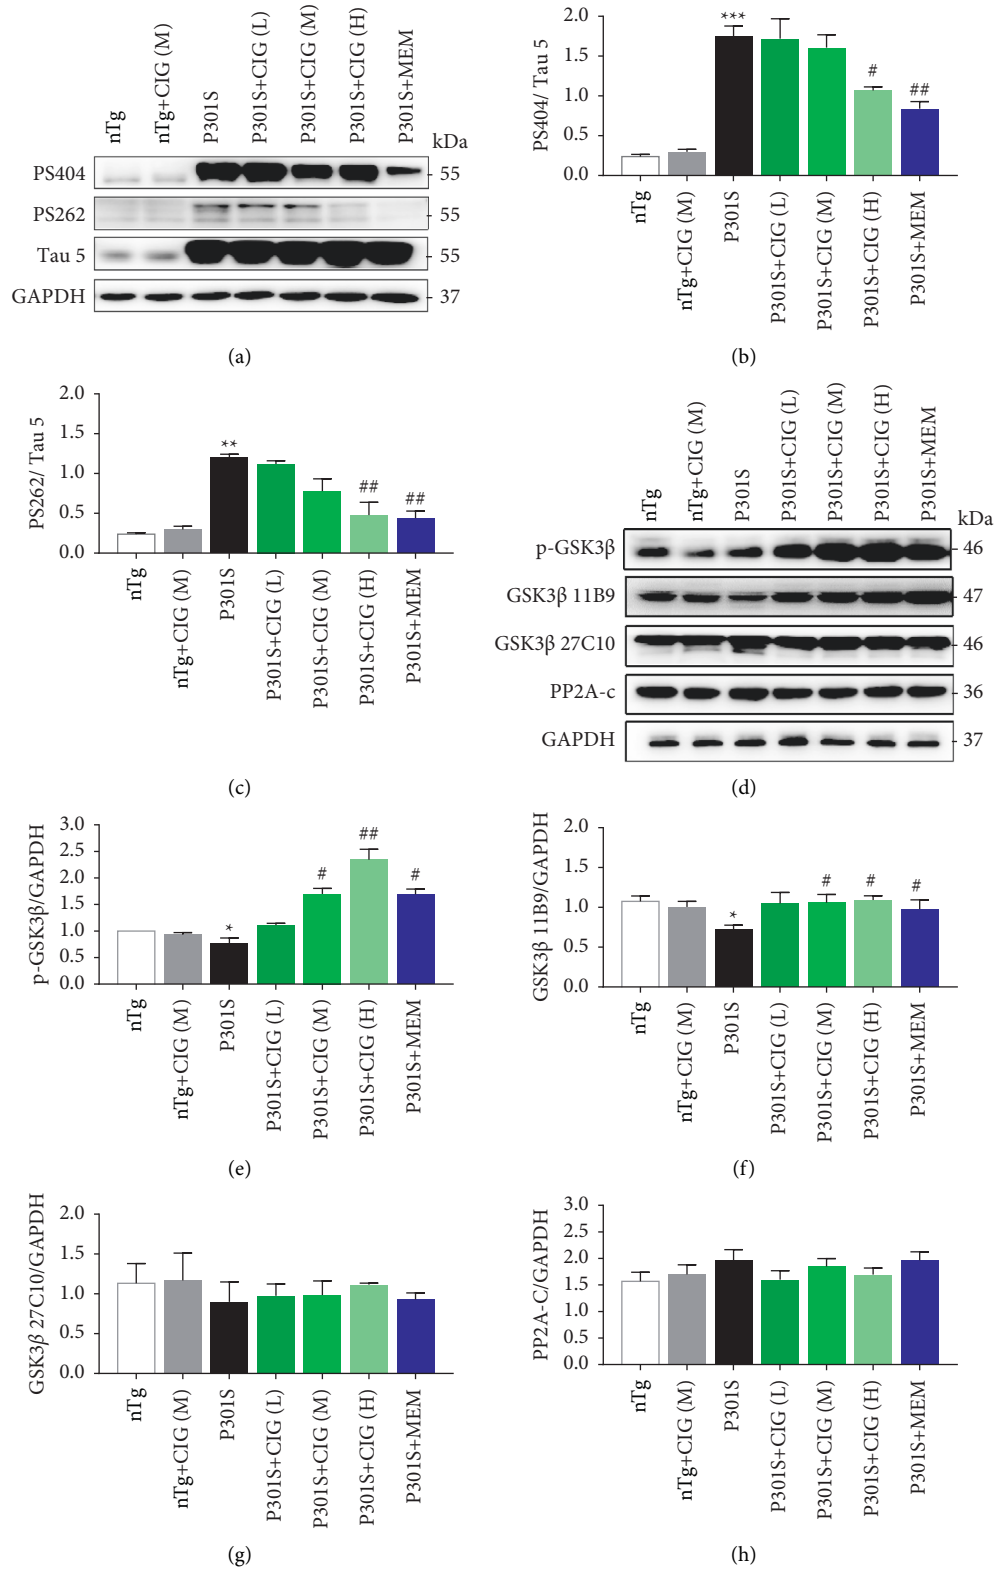 nTg
nTg+CIG (M)
P301S
P301S+CIG (L)
P301S+CIG (M)
P301S+CIG (H)
P301S+MEM
kDa
PS404
55
PS262
55
Tau 5
55
GAPDH
37
(a)
PS404/ Tau 5
2.0
1.5
1.0
0.5
0.0
***
#
##
nTg
nTg+CIG (M)
P301S
P301S+CIG (L)
P301S+CIG (M)
P301S+CIG (H)
P301S+MEM
(b)
PS262/ Tau 5
2.0
1.5
1.0
0.5
0.0
**
##
##
nTg
nTg+CIG (M)
P301S
P301S+CIG (L)
P301S+CIG (M)
P301S+CIG (H)
P301S+MEM
(c)
nTg
nTg+CIG (M)
P301S
P301S+CIG (L)
P301S+CIG (M)
P301S+CIG (H)
P301S+MEM
kDa
p-GSK3β
46
GSK3β 11B9
47
GSK3β 27C10
46
PP2A-c
36
GAPDH
37
(d)
p-GSK3β/GAPDH
3.0
2.5
2.0
1.5
1.0
0.5
0.0
*
#
##
#
nTg
nTg+CIG (M)
P301S
P301S+CIG (L)
P301S+CIG (M)
P301S+CIG (H)
P301S+MEM
(e)
GSK3β 11B9/GAPDH
2.0
1.5
1.0
0.5
0.0
*
#
#
#
nTg
nTg+CIG (M)
P301S
P301S+CIG (L)
P301S+CIG (M)
P301S+CIG (H)
P301S+MEM
(f)
GSK3β 27C10/GAPDH
2.0
1.5
1.0
0.5
0.0
nTg
nTg+CIG (M)
P301S
P301S+CIG (L)
P301S+CIG (M)
P301S+CIG (H)
P301S+MEM
(g)
PP2A-C/GAPDH
3.0
2.5
2.0
1.5
1.0
0.5
0.0
nTg
nTg+CIG (M)
P301S
P301S+CIG (L)
P301S+CIG (M)
P301S+CIG (H)
P301S+MEM
(h)